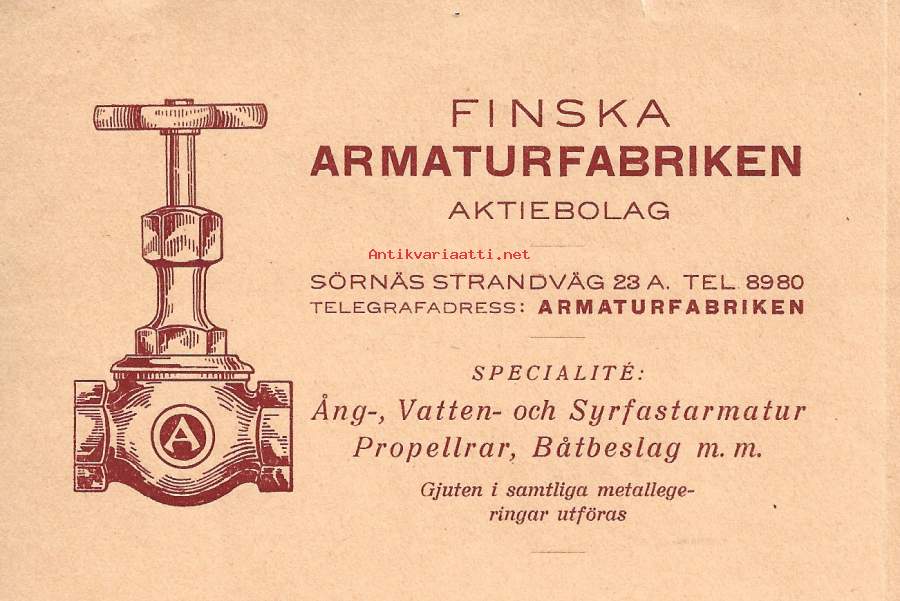 FINSKA
ARMATURFABRIKEN
AKTIEBOLAG
Antikvariaatti.net
SÖRNÄS STRANDVÄG 23 A. TEL. 8980
TELEGRAFADRESS: ARMATURFABRIKEN
SPECIALITÉ:
Ång-, Vatten- och Syrfastarmatur
Propellrar, Båtbeslag m. m.
A
Gjuten i samtliga metallege-
ringar utföras